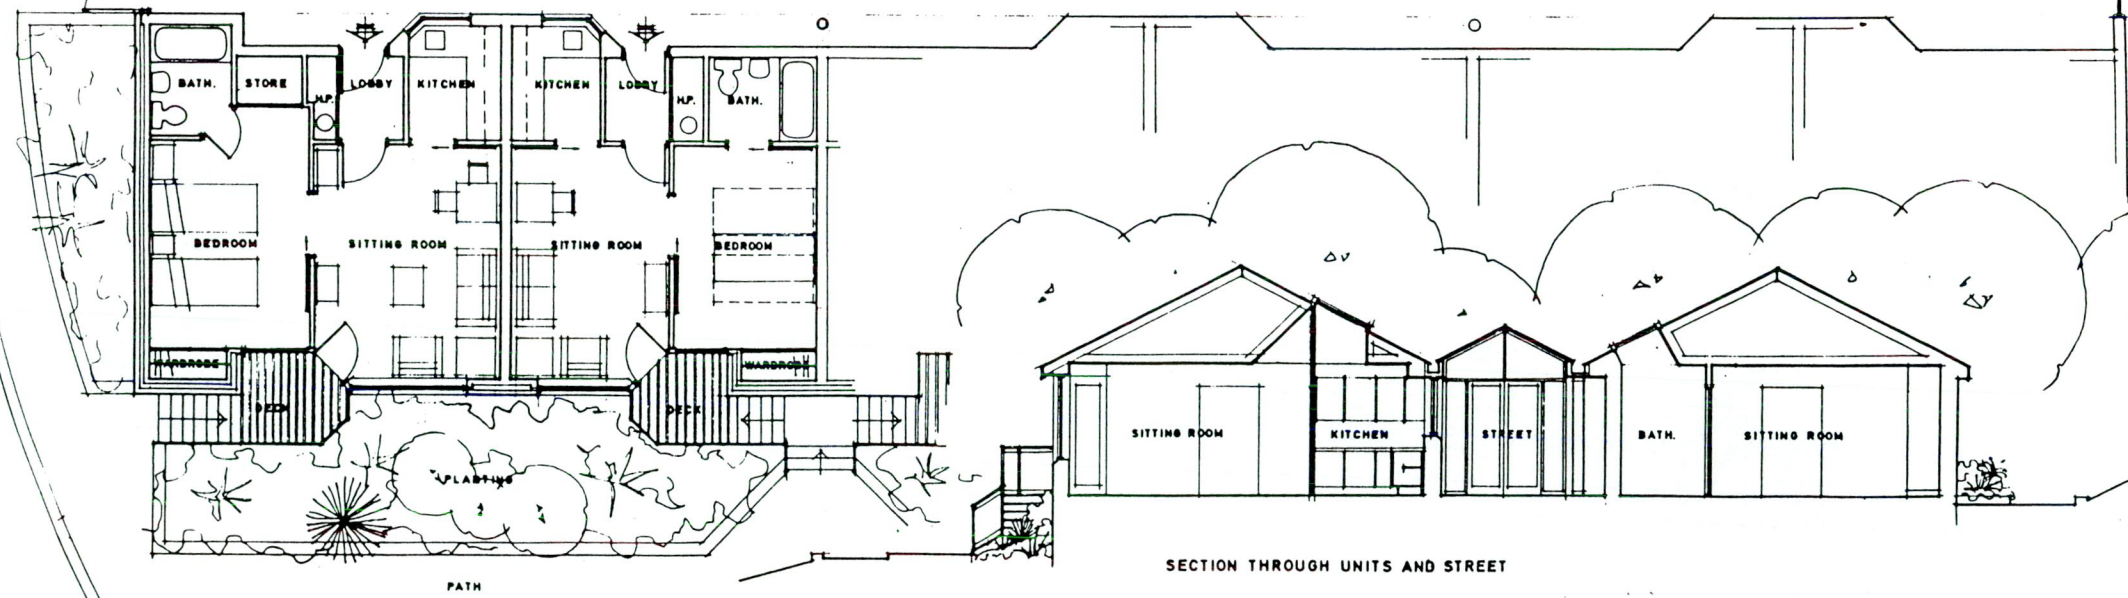 BATH.
STORE
H.P.
LOBBY
KITCHEN
KITCHEN
LOBBY
H.P.
BATH.
BEDROOM
SITTING ROOM
SITTING ROOM
BEDROOM
WARDROBE
WARDROBE
DECK
DECK
PLANTING
PATH
SITTING ROOM
KITCHEN
STREET
BATH.
SITTING ROOM
SECTION THROUGH UNITS AND STREET